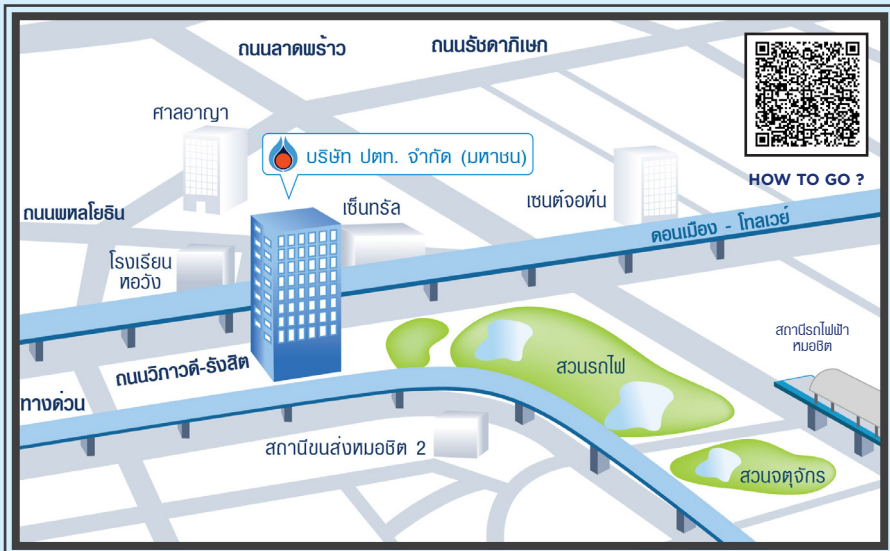 ถนนลาดพร้าว
ถนนรัชดาภิเษก
ศาลอาญา
บริษัท ปตท. จำกัด (มหาชน)
HOW TO GO ?
ถนนพหลโยธิน
เซ็นทรัล
เซนต์จอห์น
ดอนเมือง - โทลเวย์
โรงเรียน
หอวัง
สถานีรถไฟฟ้า
หมอชิต
ถนนวิภาวดี-รังสิต
สวนรถไฟ
ทางด่วน
สถานีขนส่งหมอชิต 2
สวนจตุจักร